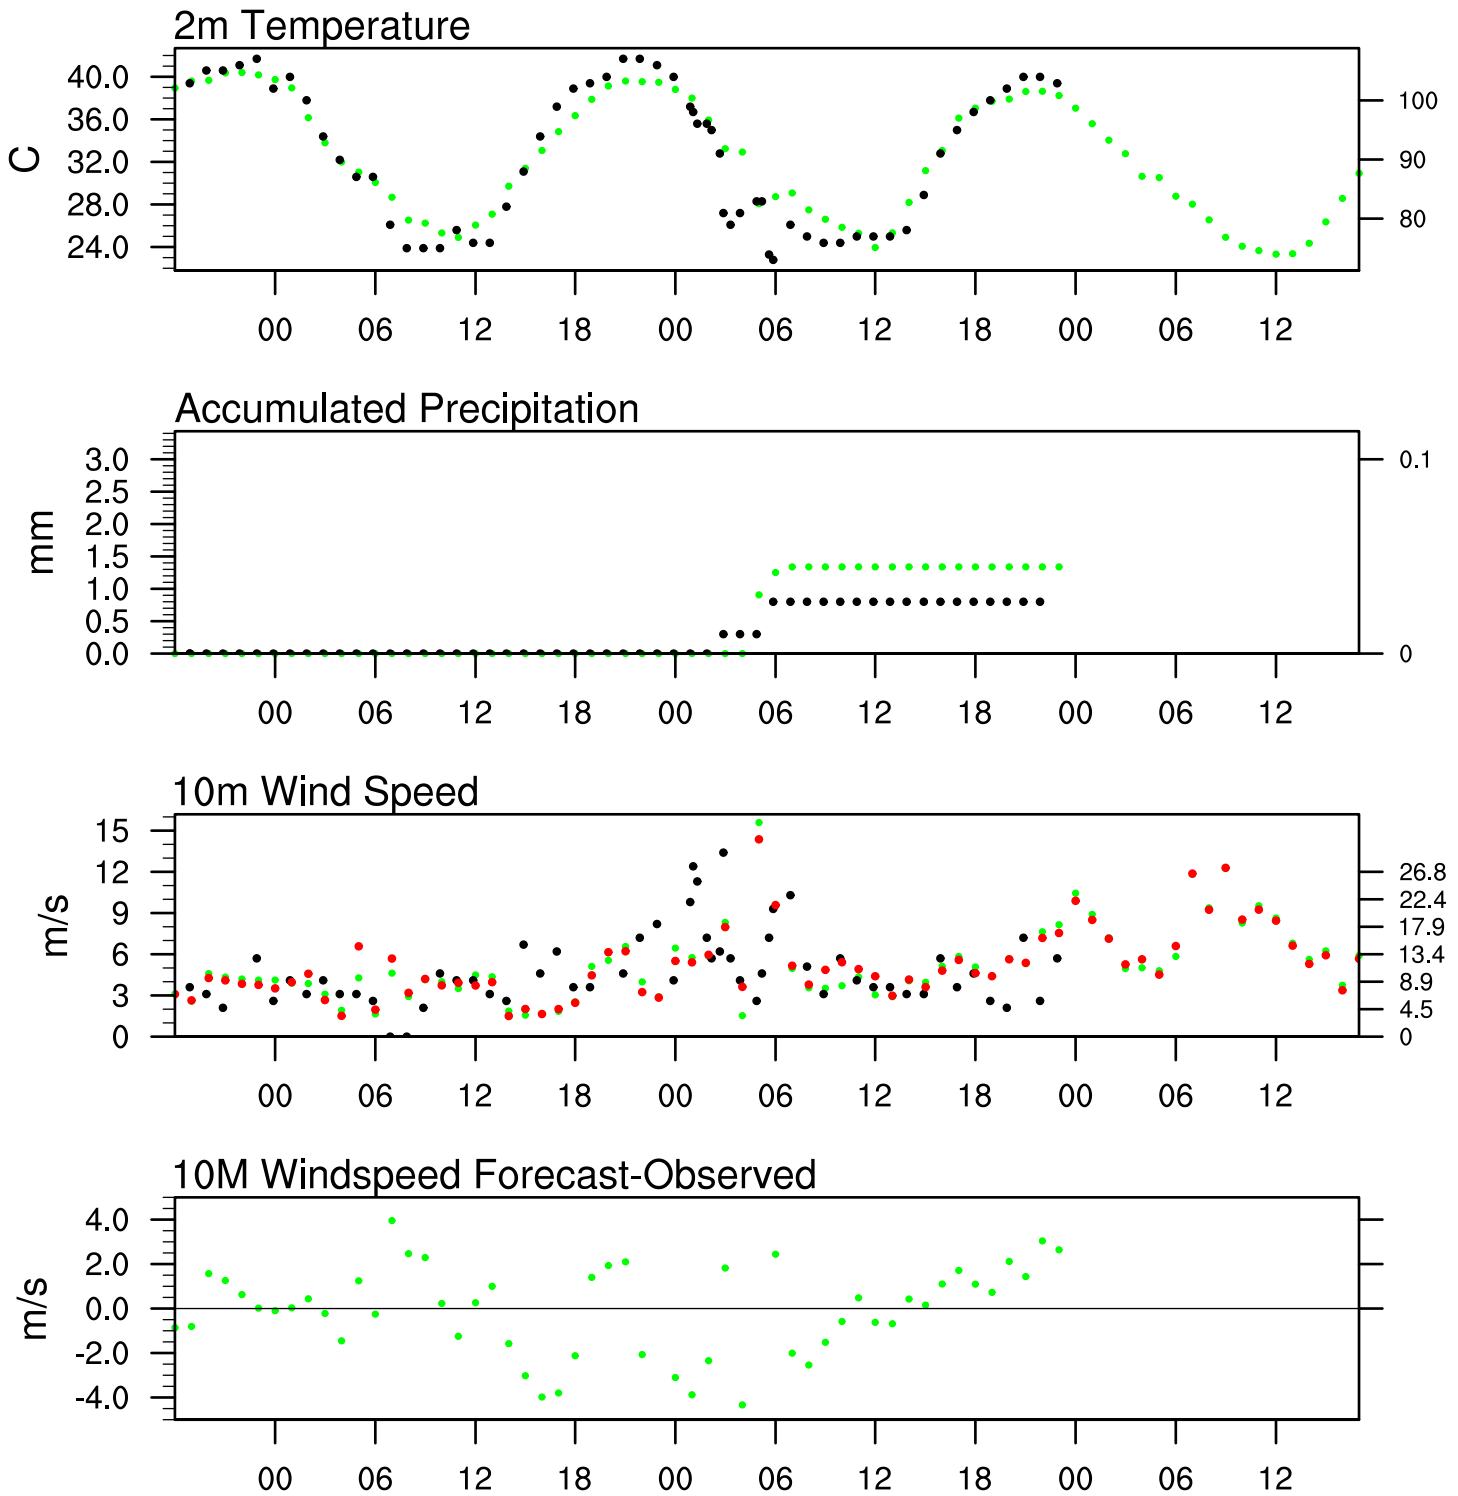 2m Temperature
C
40.0
36.0
32.0
28.0
24.0
100
90
80
00 06 12 18 00 06 12 18 00 06 12
Accumulated Precipitation
mm
3.0
2.5
2.0
1.5
1.0
0.5
0.0
0.1
0
00 06 12 18 00 06 12 18 00 06 12
10m Wind Speed
m/s
15
12
9
6
3
0
26.8
22.4
17.9
13.4
8.9
4.5
0
00 06 12 18 00 06 12 18 00 06 12
10M Windspeed Forecast-Observed
m/s
4.0
2.0
0.0
-2.0
-4.0
00 06 12 18 00 06 12 18 00 06 12